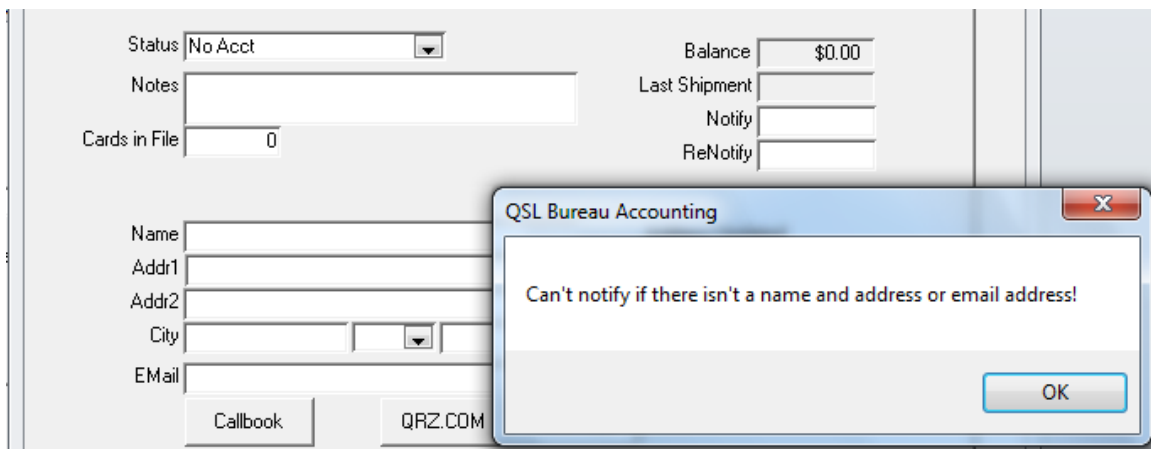 Status No Acct
Balance $0.00
Notes
Last Shipment
Notify
Cards in File 0
ReNotify
QSL Bureau Accounting
Name
Addr1
Can't notify if there isn't a name and address or email address!
Addr2
City
EMail
OK
Callbook
QRZ.COM